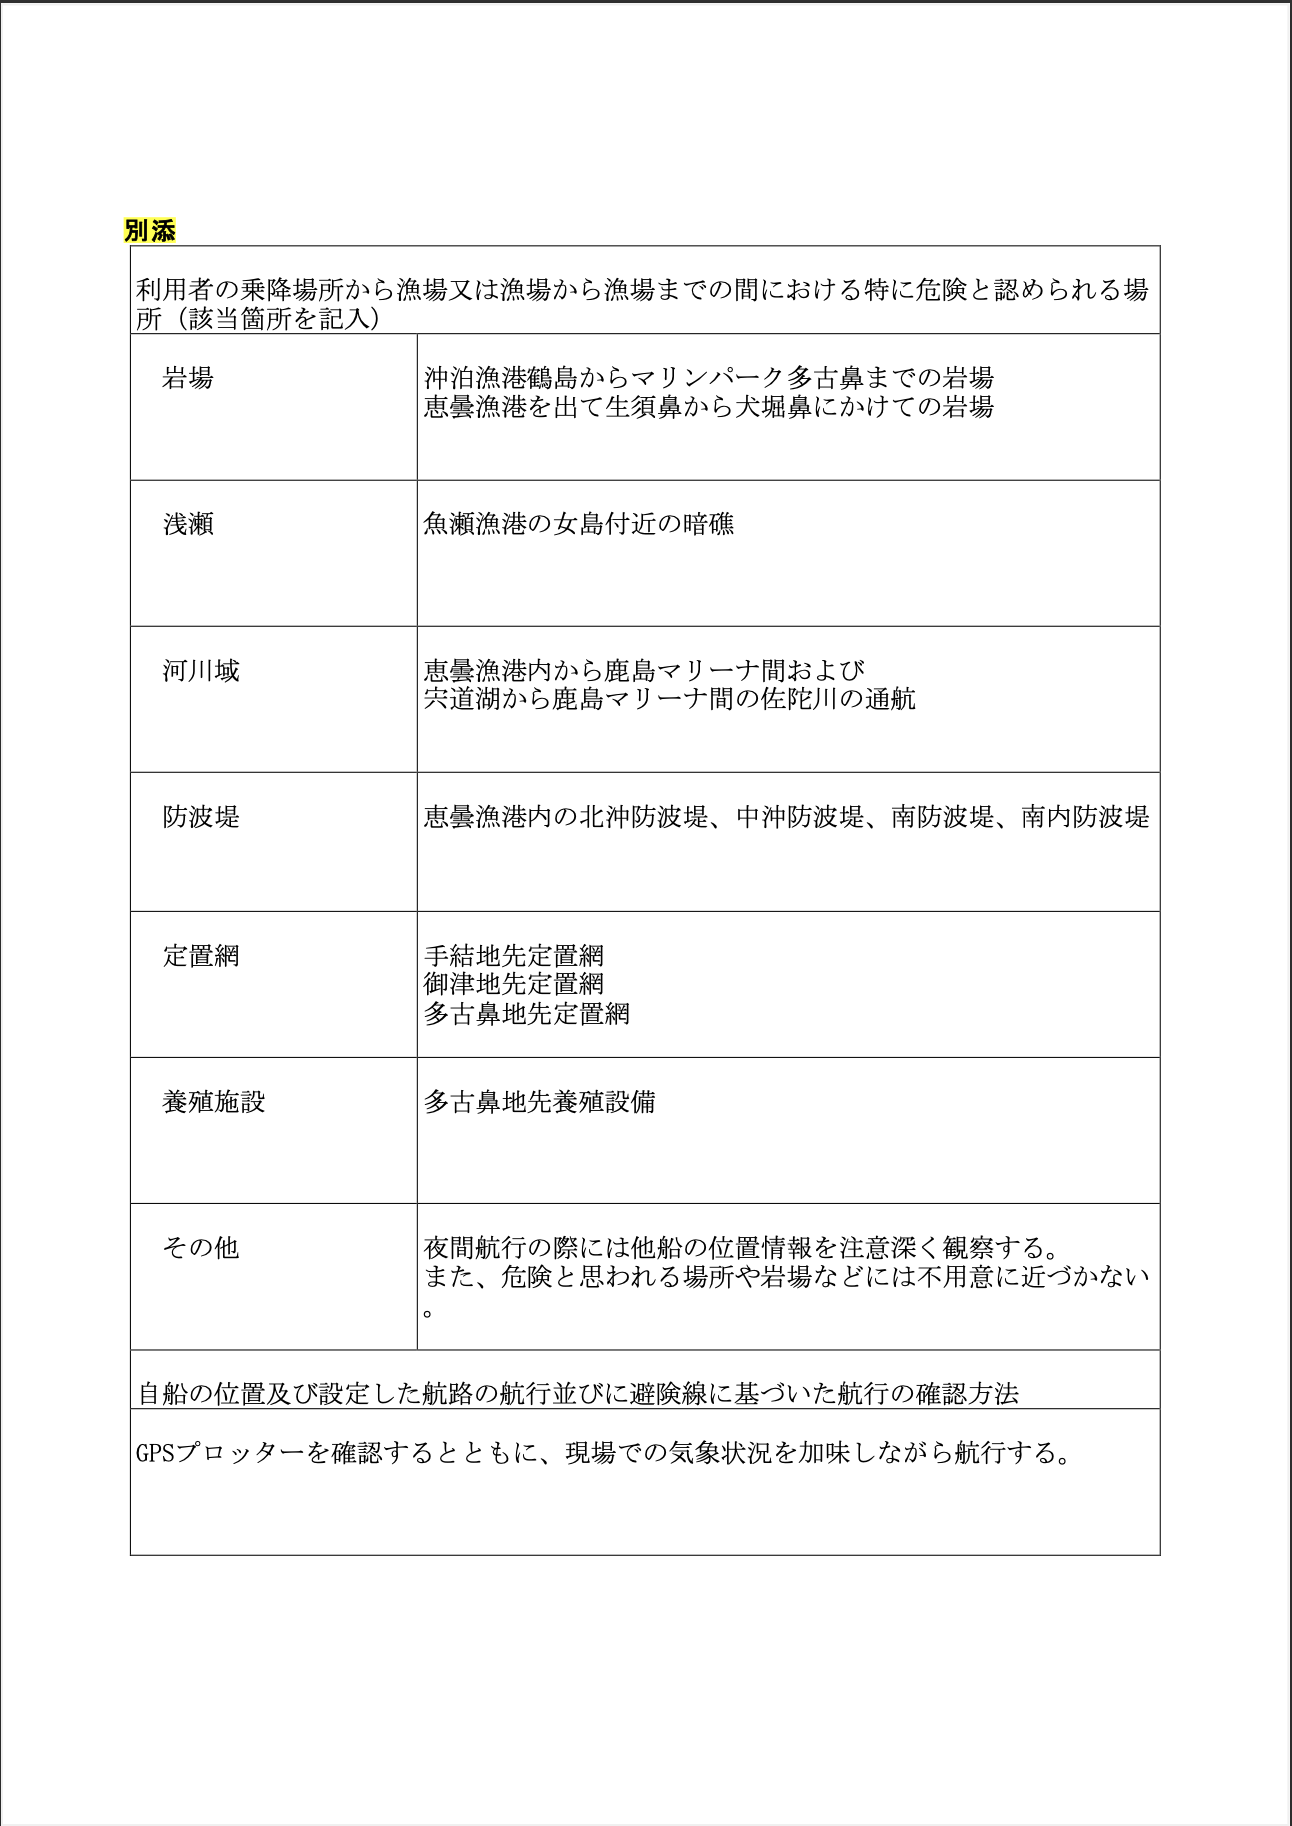 別添
利用者の乗降場所から漁場又は漁場から漁場までの間における特に危険と認められる場
所（該当箇所を記入）
岩場
沖泊漁港鶴島からマリンパーク多古鼻までの岩場
恵曇漁港を出て生須鼻から犬堀鼻にかけての岩場
浅瀬
魚瀬漁港の女島付近の暗礁
河川域
恵曇漁港内から鹿島マリーナ間および
宍道湖から鹿島マリーナ間の佐陀川の通航
防波堤
恵曇漁港内の北沖防波堤、中沖防波堤、南防波堤、南内防波堤
定置網
手結地先定置網
御津地先定置網
多古鼻地先定置網
養殖施設
多古鼻地先養殖設備
その他
夜間航行の際には他船の位置情報を注意深く観察する。
また、危険と思われる場所や岩場などには不用意に近づかない
。
自船の位置及び設定した航路の航行並びに避険線に基づいた航行の確認方法
GPSプロッターを確認するとともに、現場での気象状況を加味しながら航行する。